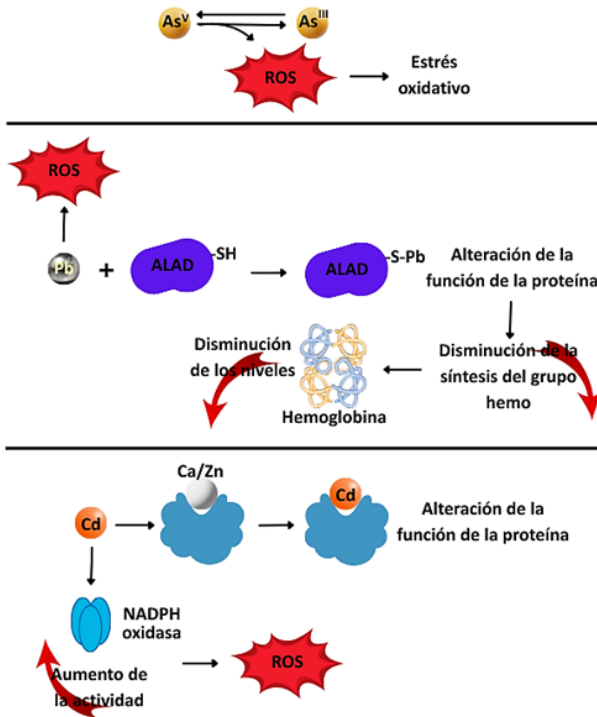 As^V
As^III
ROS
Estrés
oxidativo
ROS
Pb
+
ALAD
-SH
ALAD
-S-Pb
Alteración de la
función de la proteína
Disminución
de los niveles
Hemoglobina
Disminución de la
síntesis del grupo
hemo
Ca/Zn
Cd
Cd
Alteración de la
función de la proteína
NADPH
oxidasa
Aumento de
la actividad
ROS